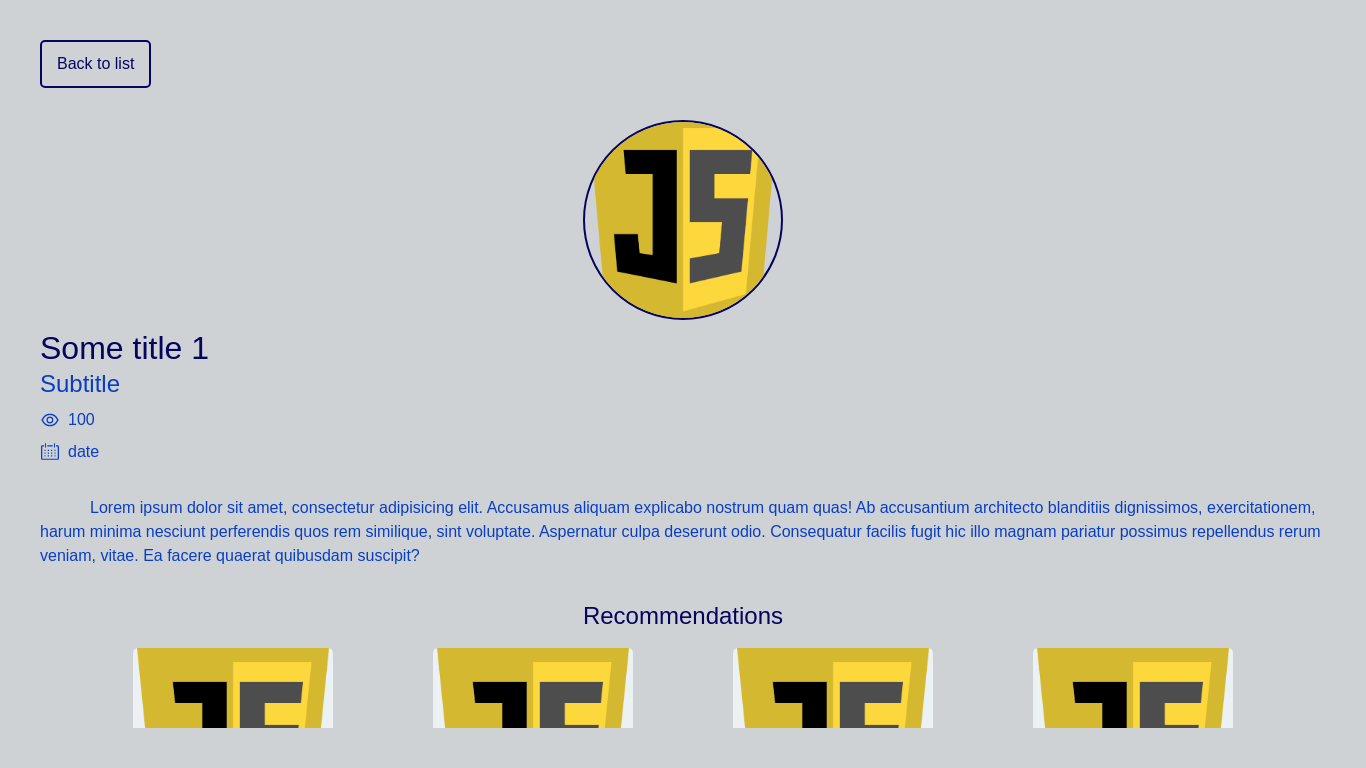 Back to list
JS
Some title 1
Subtitle
100
date
Lorem ipsum dolor sit amet, consectetur adipisicing elit. Accusamus aliquam explicabo nostrum quam quas! Ab accusantium architecto blanditiis dignissimos, exercitationem,
harum minima nesciunt perferendis quos rem similique, sint voluptate. Aspernatur culpa deserunt odio. Consequatur facilis fugit hic illo magnam pariatur possimus repellendus rerum
veniam, vitae. Ea facere quaerat quibusdam suscipit?
Recommendations